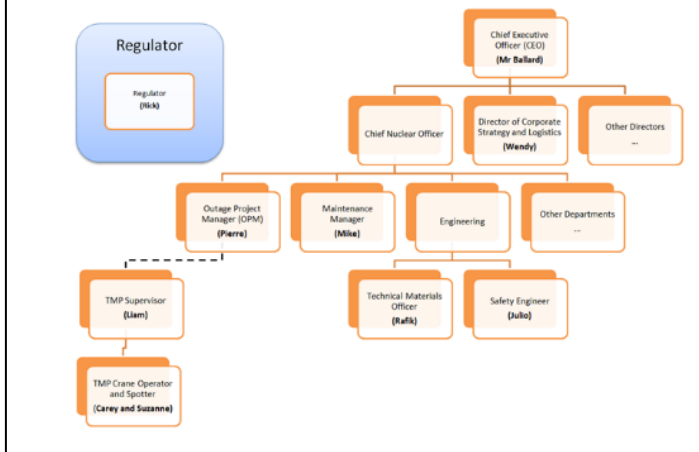 Regulator
Regulator
(Rick)
Chief Executive
Officer (CEO)
(Mr Ballard)
Chief Nuclear Officer
Director of Corporate
Strategy and Logistics
(Wendy)
Other Directors
...
Outage Project
Manager (OPM)
(Pierre)
Maintenance
Manager
(Mike)
Engineering
Other Departments
...
TMP Supervisor
(Liam)
Technical Materials
Officer
(Rafik)
Safety Engineer
(Julio)
TMP Crane Operator
and Spotter
(Carey and Suzanne)